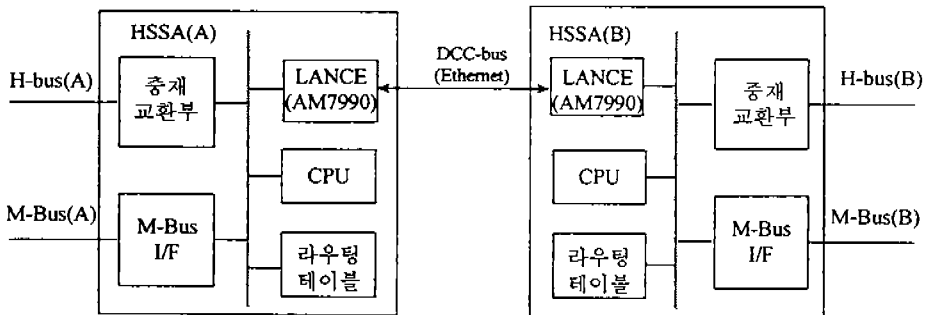 HSSA(A)
H-bus(A)
중재
교환부
LANCE
(AM7990)
CPU
M-Bus(A)
M-Bus
I/F
라우팅
테이블
DCC-bus
(Ethernet)
HSSA(B)
LANCE
(AM7990)
중재
교환부
H-bus(B)
CPU
M-Bus
I/F
M-Bus(B)
라우팅
테이블